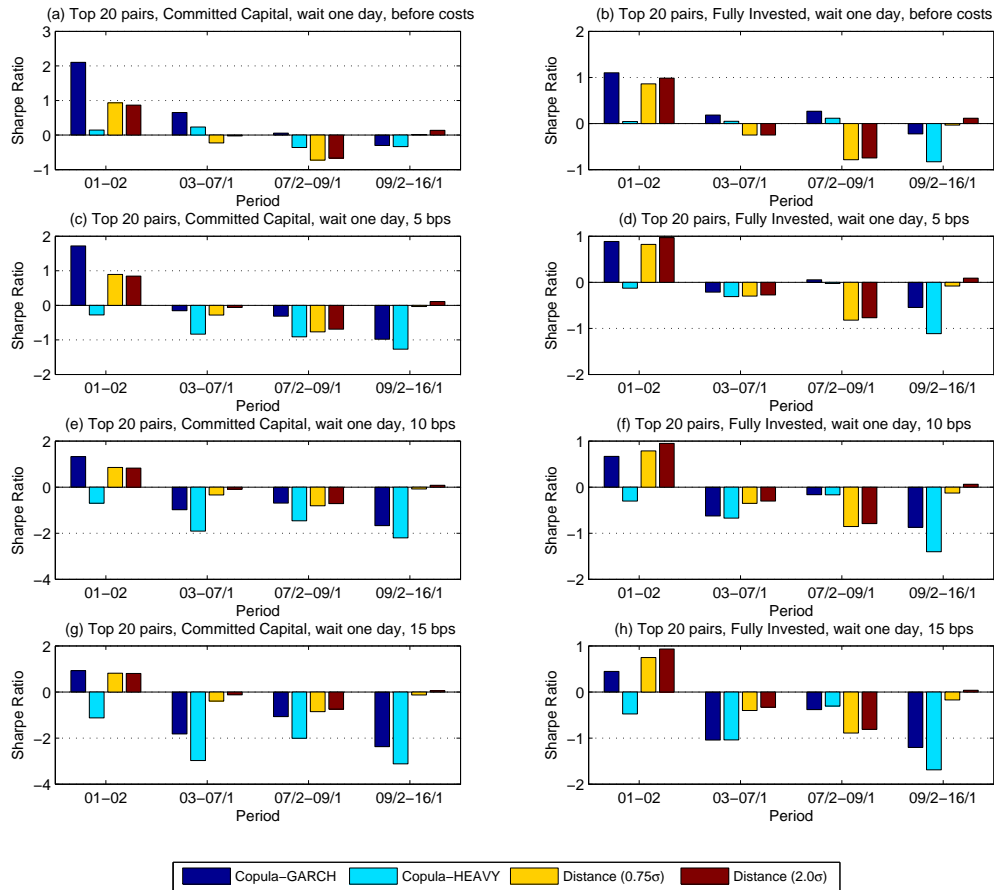 (a) Top 20 pairs, Committed Capital, wait one day, before costs
3
2
1
0
−1
Sharpe Ratio
01−02 03−07/1 07/2−09/1 09/2−16/1
Period
(b) Top 20 pairs, Fully Invested, wait one day, before costs
2
1
0
−1
Sharpe Ratio
01−02 03−07/1 07/2−09/1 09/2−16/1
Period
(c) Top 20 pairs, Committed Capital, wait one day, 5 bps
2
1
0
−1
−2
Sharpe Ratio
01−02 03−07/1 07/2−09/1 09/2−16/1
Period
(d) Top 20 pairs, Fully Invested, wait one day, 5 bps
1
0
−1
−2
Sharpe Ratio
01−02 03−07/1 07/2−09/1 09/2−16/1
Period
(e) Top 20 pairs, Committed Capital, wait one day, 10 bps
2
0
−2
−4
Sharpe Ratio
01−02 03−07/1 07/2−09/1 09/2−16/1
Period
(f) Top 20 pairs, Fully Invested, wait one day, 10 bps
1
0
−1
−2
Sharpe Ratio
01−02 03−07/1 07/2−09/1 09/2−16/1
Period
(g) Top 20 pairs, Committed Capital, wait one day, 15 bps
2
0
−2
−4
Sharpe Ratio
01−02 03−07/1 07/2−09/1 09/2−16/1
Period
(h) Top 20 pairs, Fully Invested, wait one day, 15 bps
1
0
−1
−2
Sharpe Ratio
01−02 03−07/1 07/2−09/1 09/2−16/1
Period
Copula−GARCH Copula−HEAVY Distance (0.75σ) Distance (2.0σ)